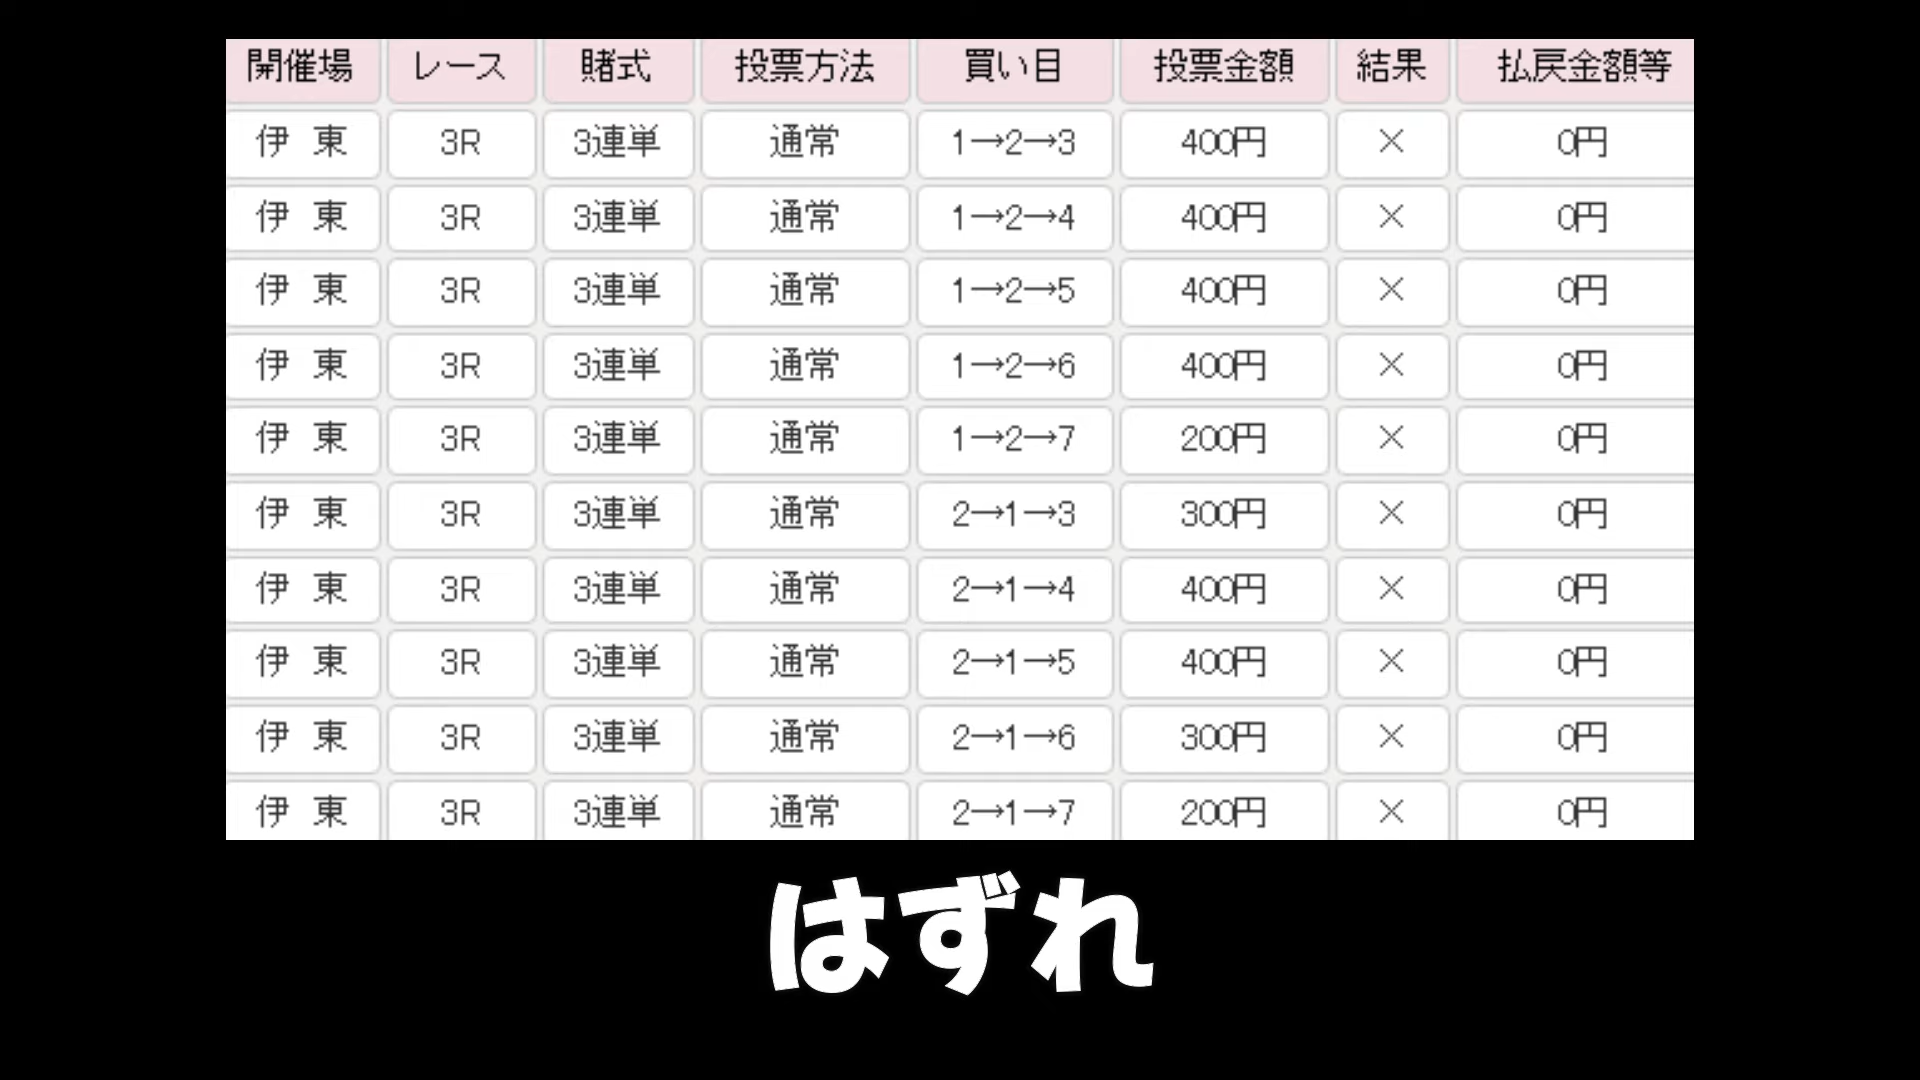 開催場 レース 賭式 投票方法 買い目 投票金額 結果 払戻金額等
伊 東 3R 3連単 通常 1→2→3 400円 × 0円
伊 東 3R 3連単 通常 1→2→4 400円 × 0円
伊 東 3R 3連単 通常 1→2→5 400円 × 0円
伊 東 3R 3連単 通常 1→2→6 400円 × 0円
伊 東 3R 3連単 通常 1→2→7 200円 × 0円
伊 東 3R 3連単 通常 2→1→3 300円 × 0円
伊 東 3R 3連単 通常 2→1→4 400円 × 0円
伊 東 3R 3連単 通常 2→1→5 400円 × 0円
伊 東 3R 3連単 通常 2→1→6 300円 × 0円
伊 東 3R 3連単 通常 2→1→7 200円 × 0円
はずれ